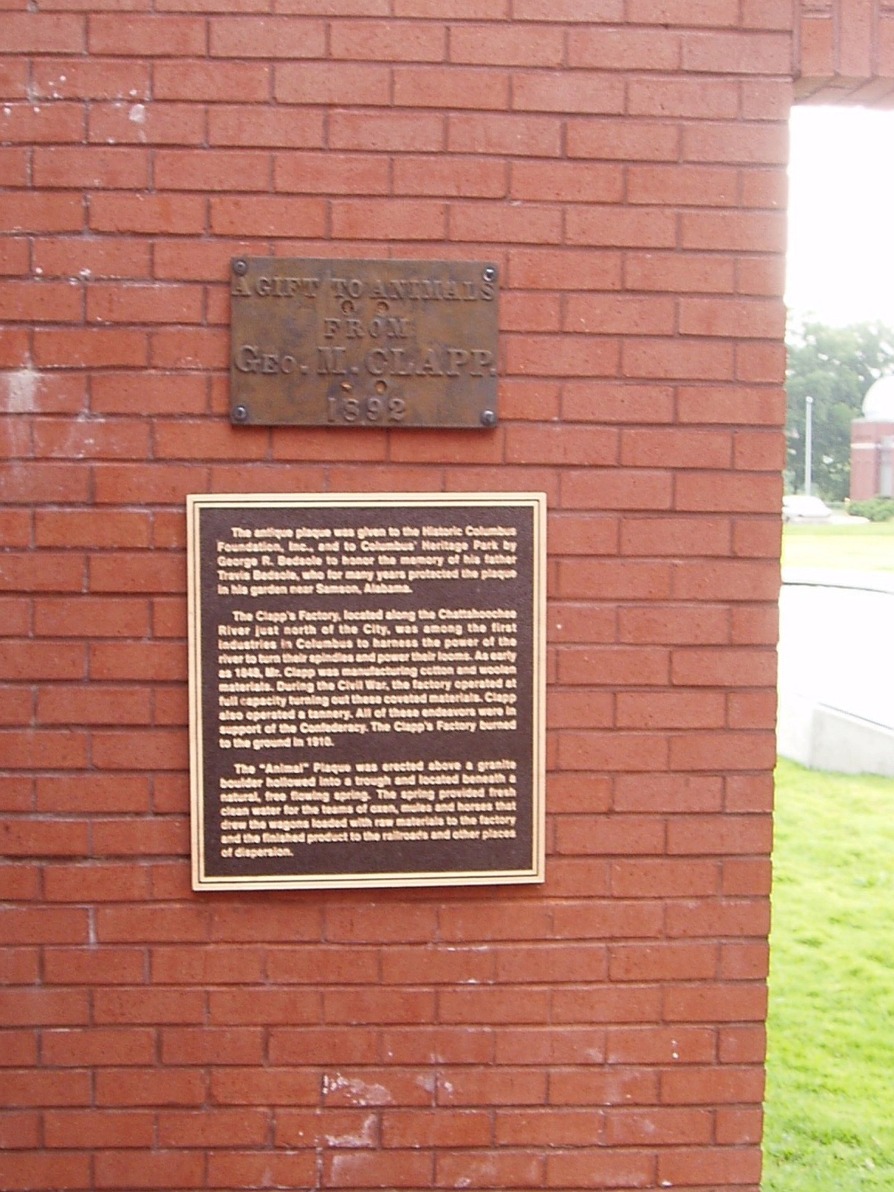 A GIFT TO ANIMALS
FROM
GEO. M. CLAPP.
1892
The antique plaque was given to the Historic Columbus
Foundation, Inc., and to Columbus' Heritage Park by
George R. Bedsole to honor the memory of his father
Travis Bedsole, who for many years protected the plaque
in his garden near Samson, Alabama.
The Clapp's Factory, located along the Chattahoochee
River just north of the City, was among the first
industries in Columbus to harness the power of the
river to turn their spindles and power their looms. As early
as 1848, Mr. Clapp was manufacturing cotton and woolen
materials. During the Civil War, the factory operated at
full capacity turning out these coveted materials. Clapp
also operated a tannery. All of these endeavors were in
support of the Confederacy. The Clapp's Factory burned
to the ground in 1910.
The "Animal" Plaque was erected above a granite
boulder hollowed into a trough and located beneath a
natural, free flowing spring. The spring provided fresh
clean water for the teams of oxen, mules and horses that
drew the wagons loaded with raw materials to the factory
and the finished product to the railroads and other places
of dispersion.